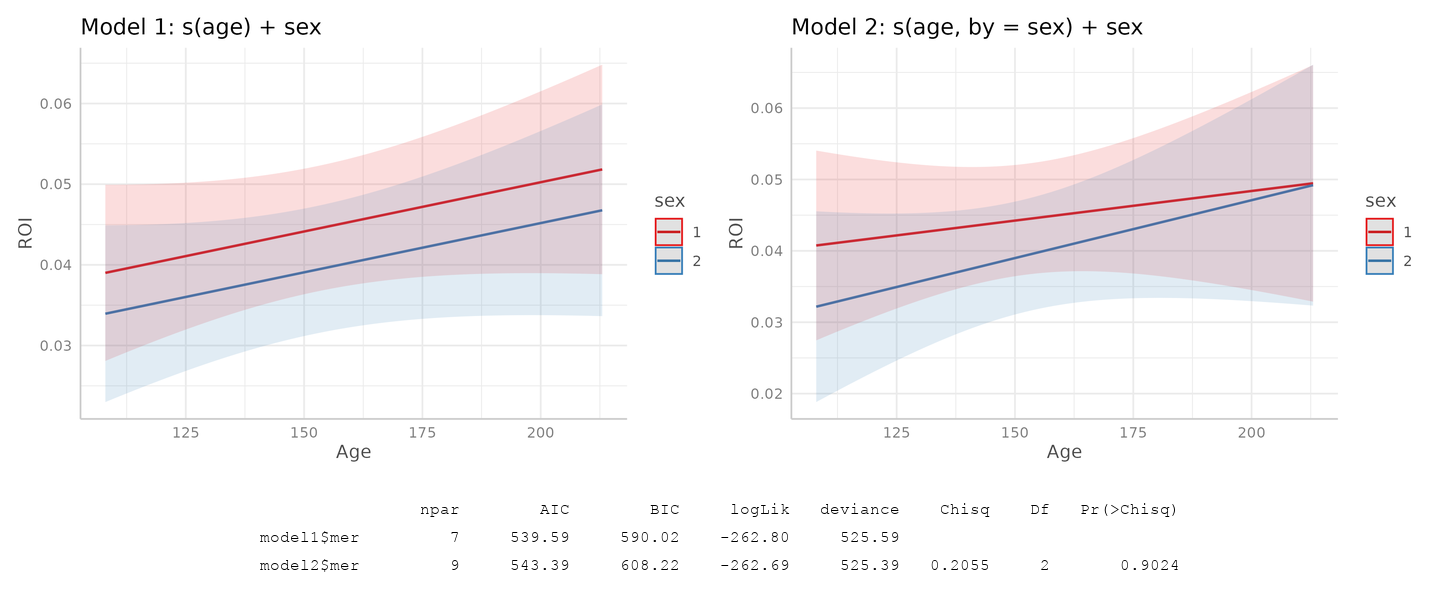 Model 1: s(age) + sex
0.06
0.05
0.04
0.03
ROI
125 150 175 200
Age
sex
1
2
Model 2: s(age, by = sex) + sex
0.06
0.05
0.04
0.03
0.02
ROI
125 150 175 200
Age
sex
1
2
npar AIC BIC logLik deviance Chisq Df Pr(>Chisq)
model1$mer 7 539.59 590.02 -262.80 525.59
model2$mer 9 543.39 608.22 -262.69 525.39 0.2055 2 0.9024